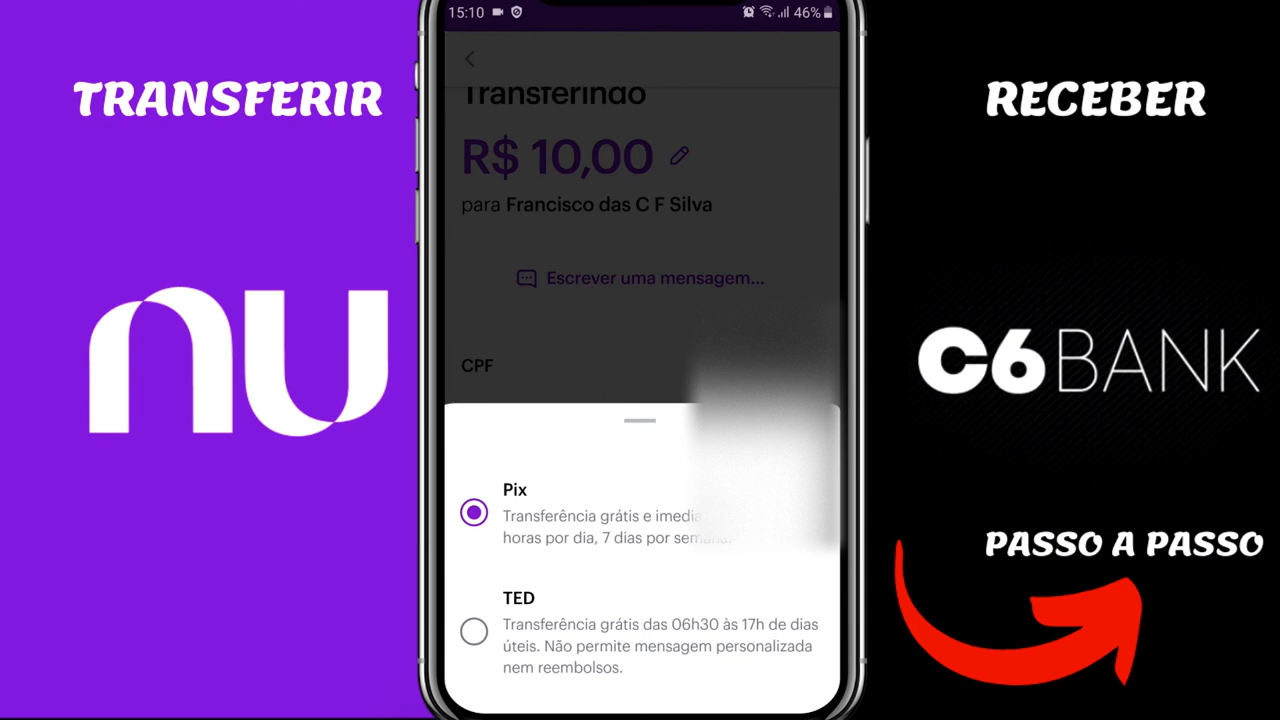 TRANSFERIR
nu
15:10
46%
Transferindo
R$ 10,00
para Francisco das C F Silva
Escrever uma mensagem...
CPF
Pix
Transferência grátis e imedia
horas por dia, 7 dias por semana.
TED
Transferência grátis das 06h30 às 17h de dias
úteis. Não permite mensagem personalizada
nem reembolsos.
RECEBER
C6BANK
PASSO A PASSO